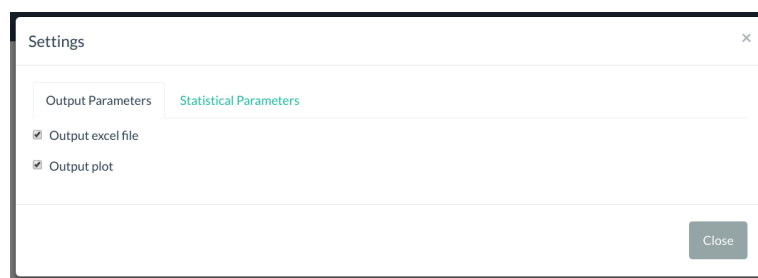 Settings ×
Output Parameters Statistical Parameters
Output excel file
Output plot
Close